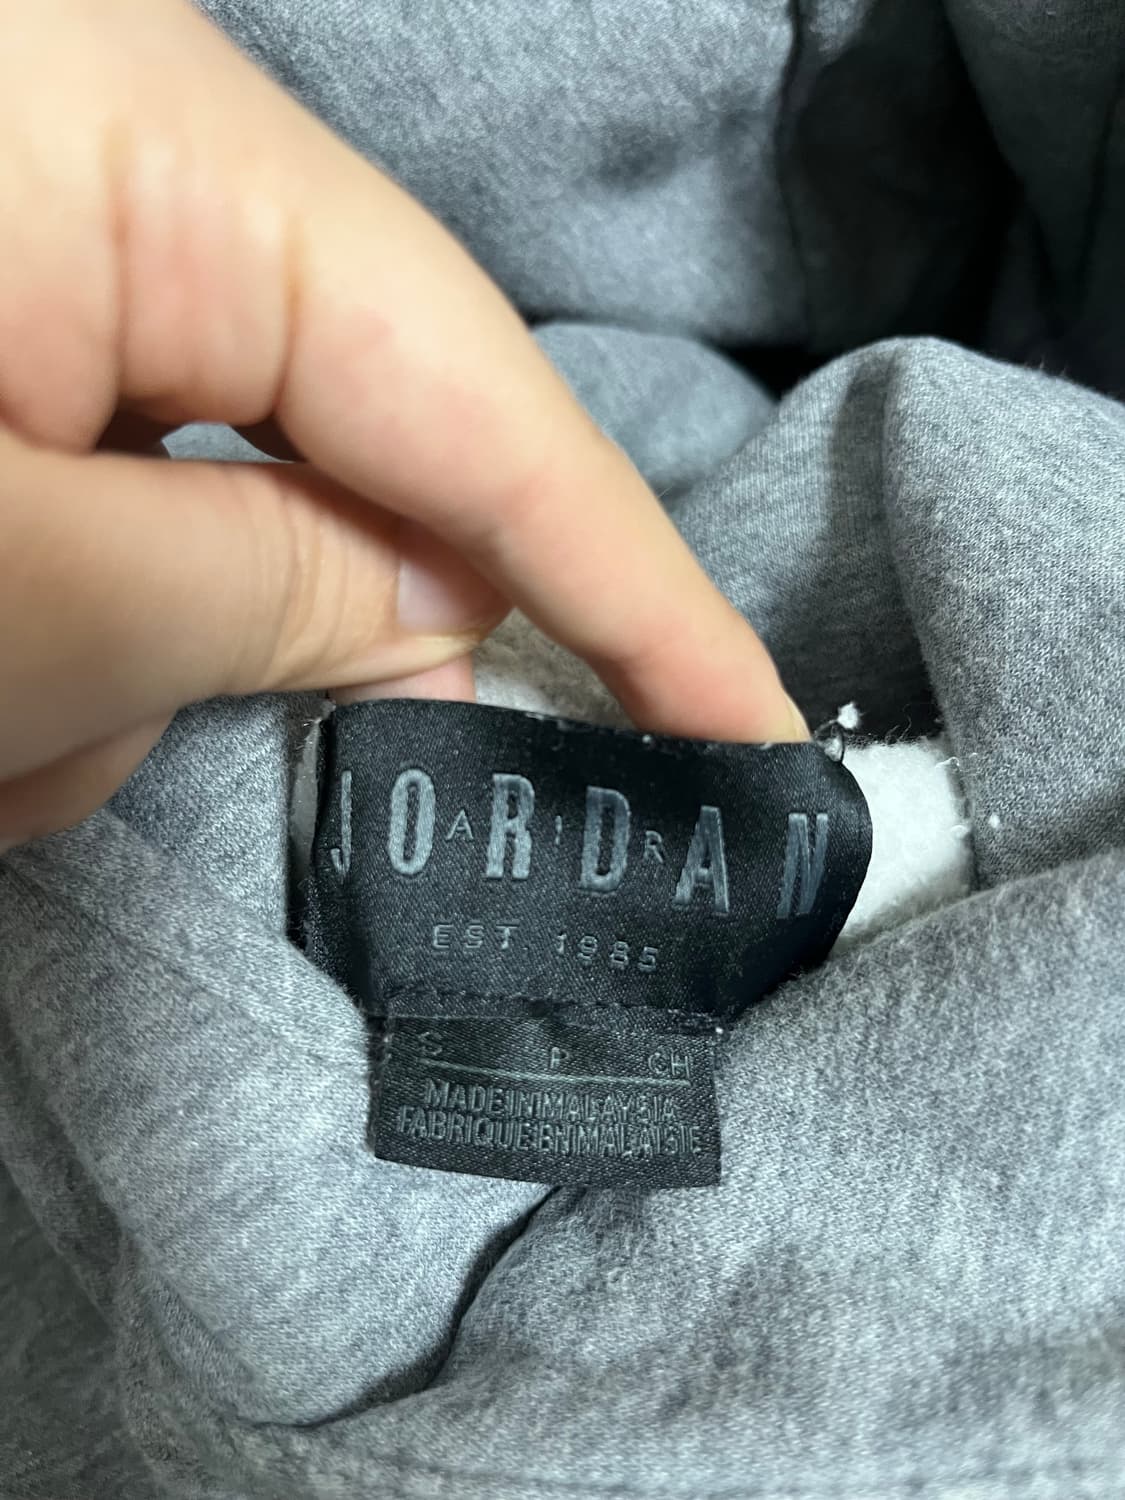 JORDAN
AIR
EST. 1985
S P CH
MADE IN MALAYSIA
FABRIQUE EN MALAISIE